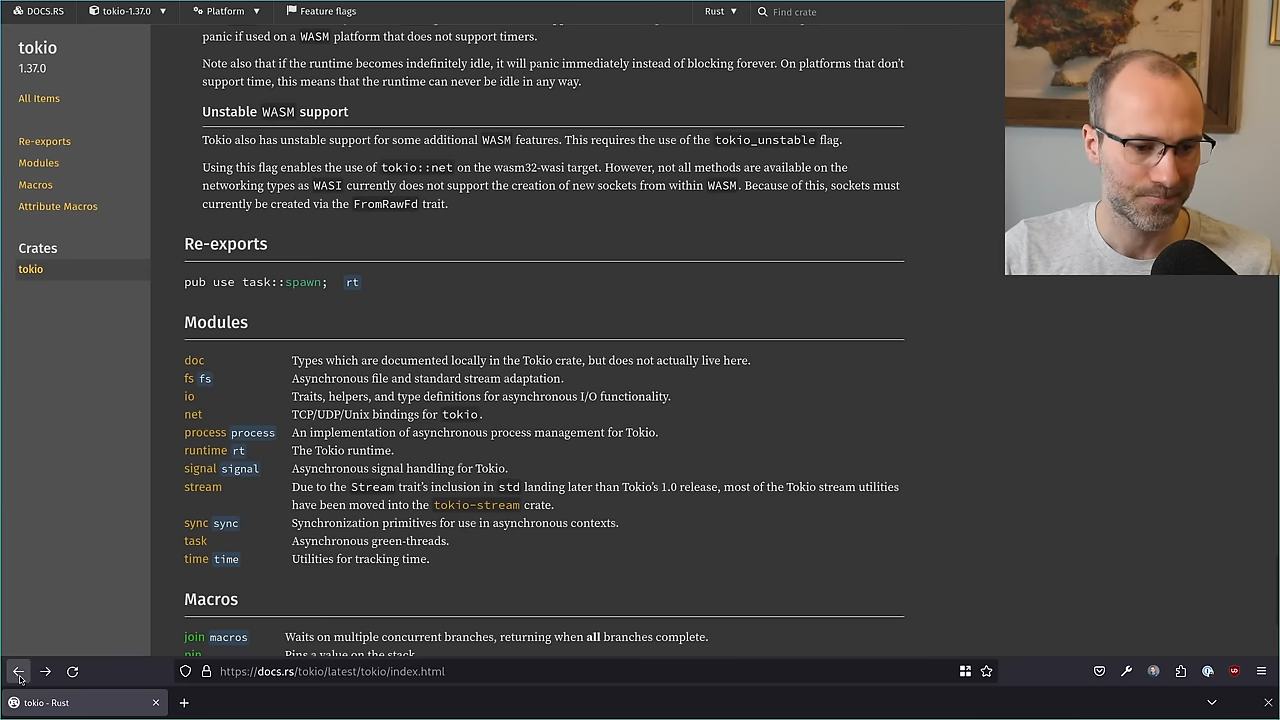 DOCS.RS tokio-1.37.0 Platform Feature flags Rust Find crate
tokio
1.37.0
All Items
Re-exports
Modules
Macros
Attribute Macros
Crates
tokio
panic if used on a WASM platform that does not support timers.
Note also that if the runtime becomes indefinitely idle, it will panic immediately instead of blocking forever. On platforms that don't
support time, this means that the runtime can never be idle in any way.
Unstable WASM support
Tokio also has unstable support for some additional WASM features. This requires the use of the tokio_unstable flag.
Using this flag enables the use of tokio::net on the wasm32-wasi target. However, not all methods are available on the
networking types as WASI currently does not support the creation of new sockets from within WASM. Because of this, sockets must
currently be created via the FromRawFd trait.
Re-exports
pub use task::spawn; rt
Modules
doc Types which are documented locally in the Tokio crate, but does not actually live here.
fs fs Asynchronous file and standard stream adaptation.
io Traits, helpers, and type definitions for asynchronous I/O functionality.
net TCP/UDP/Unix bindings for tokio.
process process An implementation of asynchronous process management for Tokio.
runtime rt The Tokio runtime.
signal signal Asynchronous signal handling for Tokio.
stream Due to the Stream trait's inclusion in std landing later than Tokio's 1.0 release, most of the Tokio stream utilities
have been moved into the tokio-stream crate.
sync sync Synchronization primitives for use in asynchronous contexts.
task Asynchronous green-threads.
time time Utilities for tracking time.
Macros
join macros Waits on multiple concurrent branches, returning when all branches complete.
pin Pins a value on the stack.
https://docs.rs/tokio/latest/tokio/index.html
tokio - Rust